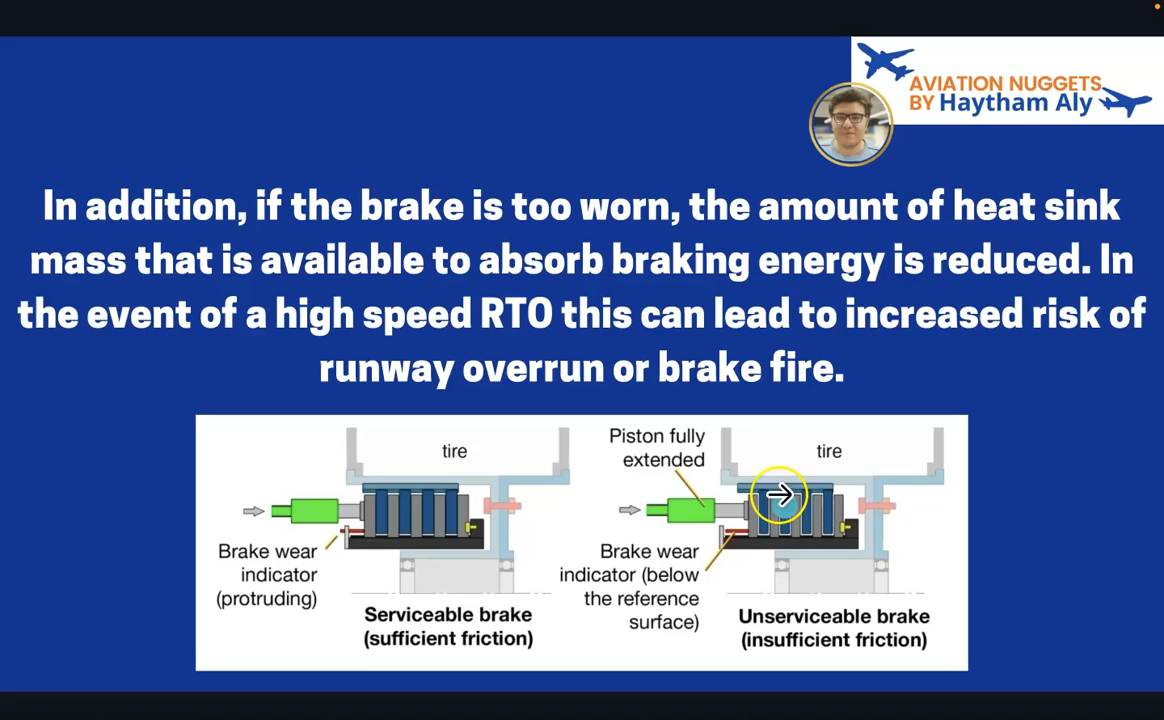 AVIATION NUGGETS
BY Haytham Aly
In addition, if the brake is too worn, the amount of heat sink
mass that is available to absorb braking energy is reduced. In
the event of a high speed RTO this can lead to increased risk of
runway overrun or brake fire.
tire
Brake wear
indicator
(protruding)
Serviceable brake
(sufficient friction)
Piston fully
extended
tire
Brake wear
indicator (below
the reference
surface)
Unserviceable brake
(insufficient friction)